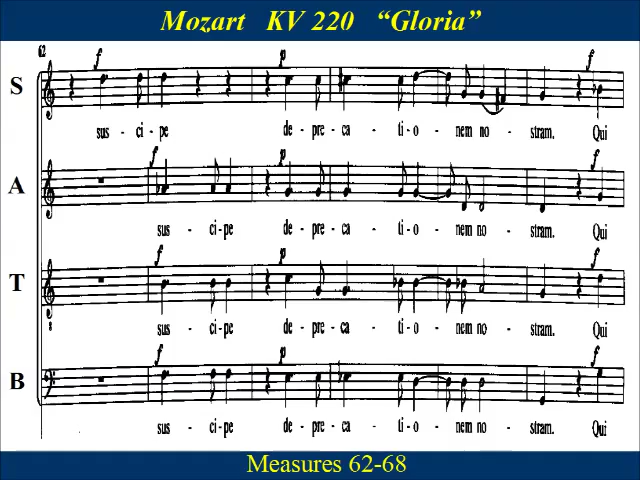 Mozart KV 220 “Gloria”
62 f p f
S
sus - ci - pe de - pre - ca - ti - o - nem no - stram. Qui
f p f
A
sus - ci - pe de - pre - ca - ti - o - nem no - stram. Qui
f p f
T
8
sus - ci - pe de - pre - ca - ti - o - nem no - stram. Qui
f p f
B
sus - ci - pe de - pre - ca - ti - o - nem no - stram. Qui
Measures 62-68